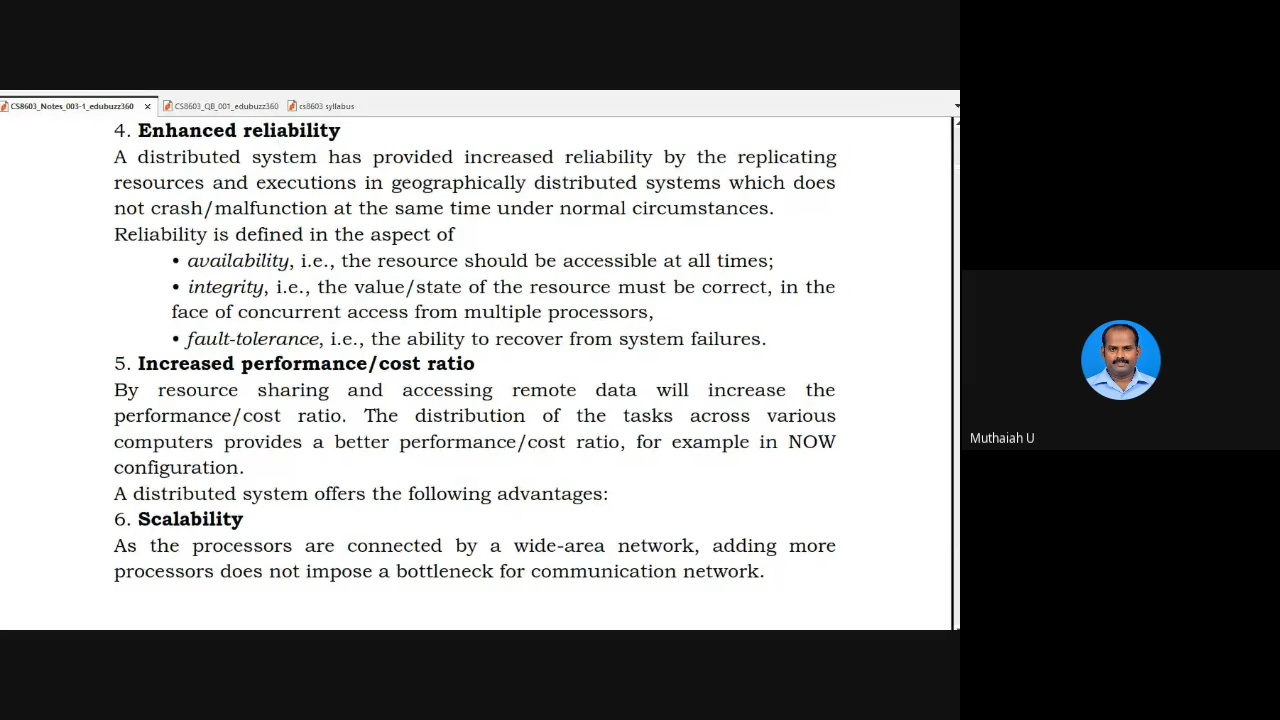 CS8603_Notes_003-1_edubuzz360
CS8603_QB_001_edubuzz360
cs8603 syllabus
4. Enhanced reliability
A distributed system has provided increased reliability by the replicating
resources and executions in geographically distributed systems which does
not crash/malfunction at the same time under normal circumstances.
Reliability is defined in the aspect of
• availability, i.e., the resource should be accessible at all times;
• integrity, i.e., the value/state of the resource must be correct, in the
face of concurrent access from multiple processors,
• fault-tolerance, i.e., the ability to recover from system failures.
5. Increased performance/cost ratio
By resource sharing and accessing remote data will increase the
performance/cost ratio. The distribution of the tasks across various
computers provides a better performance/cost ratio, for example in NOW
configuration.
A distributed system offers the following advantages:
6. Scalability
As the processors are connected by a wide-area network, adding more
processors does not impose a bottleneck for communication network.
Muthaiah U